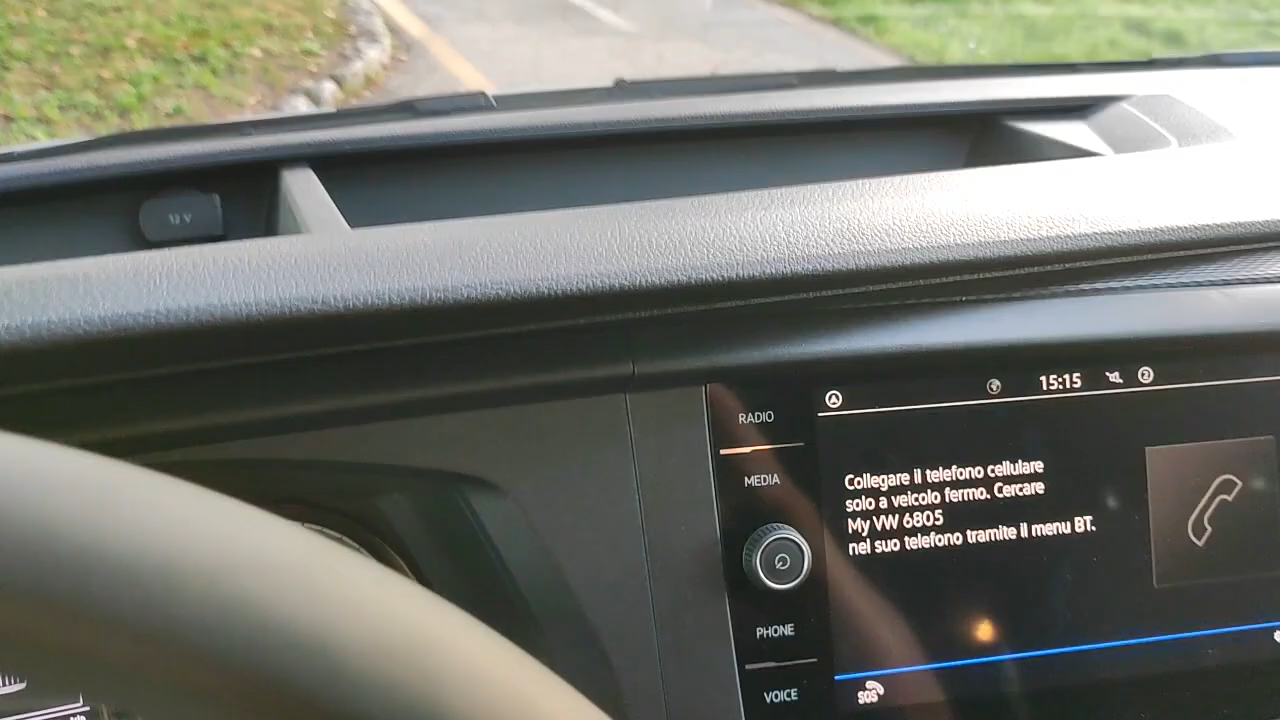 12 V
RADIO
MEDIA
PHONE
VOICE
15:15
2
Collegare il telefono cellulare
solo a veicolo fermo. Cercare
My VW 6805
nel suo telefono tramite il menu BT.
SOS